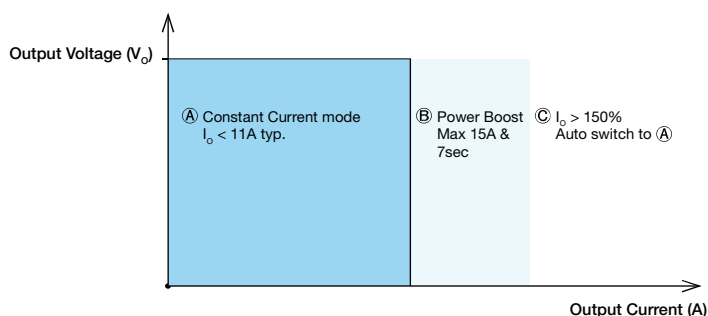 Output Voltage (Vo)
Ⓐ Constant Current mode
Io < 11A typ.
Ⓑ Power Boost
Max 15A &
7sec
Ⓒ Io > 150%
Auto switch to Ⓐ
Output Current (A)